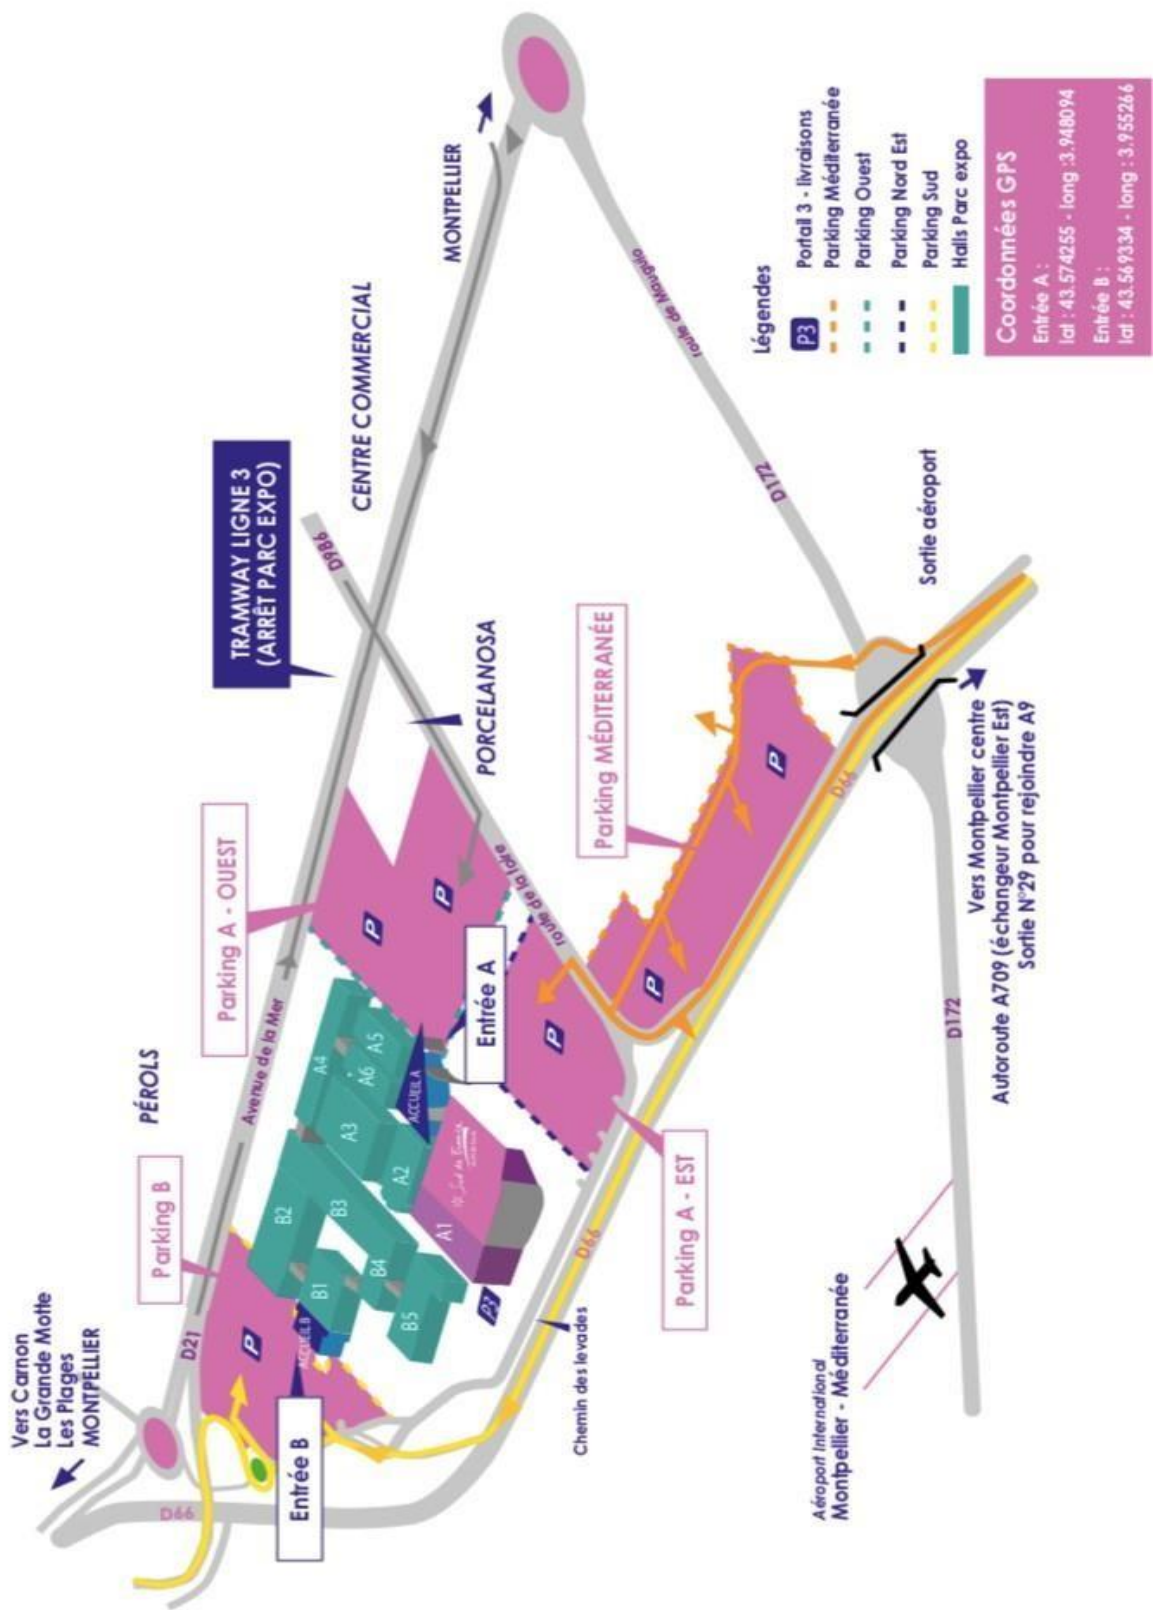 Vers Carnon
La Grande Motte
Les Plages
MONTPELLIER
Parking B
PÉROLS
Parking A - OUEST
TRAMWAY LIGNE 3
(ARRÊT PARC EXPO)
CENTRE COMMERCIAL
MONTPELLIER
D66
D21
Avenue de la Mer
D986
PORCELANOSA
route de la foire
route de Mauguio
D172
Entrée B
ACCUEIL B
P
B1
B2
B3
B4
B5
P3
A1
A2
A3
A4
A5
A6
Sud de France
ARENA
ACCUEIL A
Entrée A
P
P
P
Parking MÉDITERRANÉE
P
P
Parking A - EST
D66
D66
Chemin des levades
Sortie aéroport
Vers Montpellier centre
Autoroute A709 (échangeur Montpellier Est)
Sortie N°29 pour rejoindre A9
D172
Aéroport International
Montpellier - Méditerranée
Légendes
P3 Portail 3 - livraisons
Parking Méditerranée
Parking Ouest
Parking Nord Est
Parking Sud
Halls Parc expo
Coordonnées GPS
Entrée A :
lat : 43.574255 - long :3.948094
Entrée B :
lat : 43.569334 - long : 3.955266